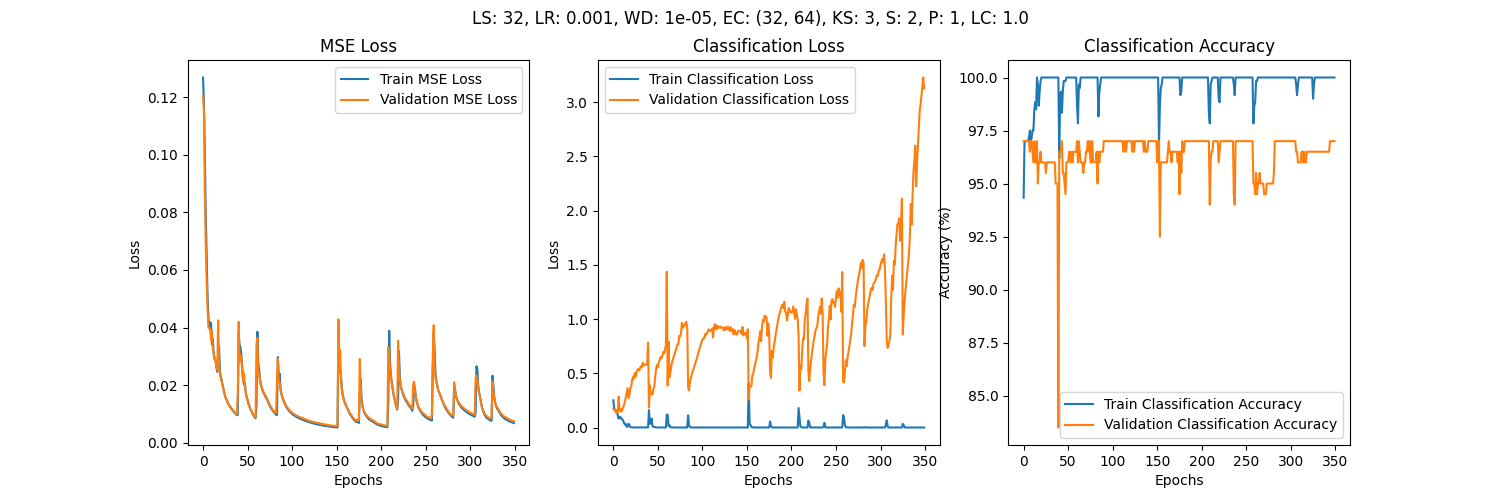 LS: 32, LR: 0.001, WD: 1e-05, EC: (32, 64), KS: 3, S: 2, P: 1, LC: 1.0
MSE Loss
Train MSE Loss
Validation MSE Loss
0.12
0.10
0.08
0.06
0.04
0.02
0.00
Loss
0 50 100 150 200 250 300 350
Epochs
Classification Loss
Train Classification Loss
Validation Classification Loss
3.0
2.5
2.0
1.5
1.0
0.5
0.0
Loss
0 50 100 150 200 250 300 350
Epochs
Classification Accuracy
100.0
97.5
95.0
92.5
90.0
87.5
85.0
Accuracy (%)
Train Classification Accuracy
Validation Classification Accuracy
0 50 100 150 200 250 300 350
Epochs